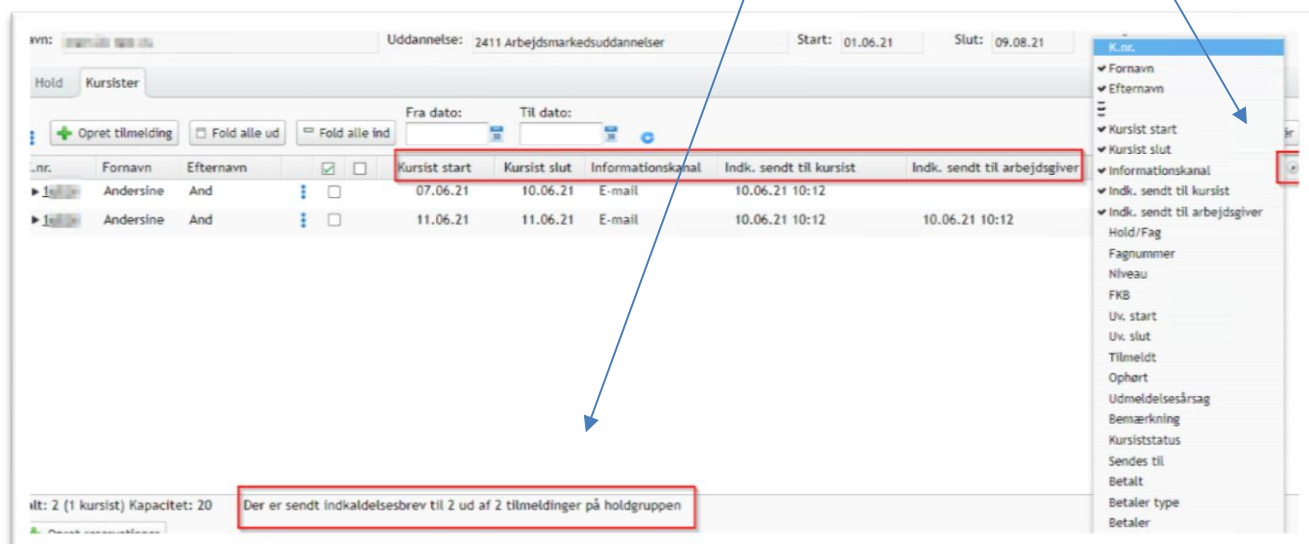 avn: Uddannelse: 2411 Arbejdsmarkedsuddannelser Start: 01.06.21 Slut: 09.08.21
Hold Kursister
Fra dato: Til dato:
Opret tilmelding Fold alle ud Fold alle ind
.nr. Fornavn Efternavn Kursist start Kursist slut Informationskanal Indk. sendt til kursist Indk. sendt til arbejdsgiver
Andersine And 07.06.21 10.06.21 E-mail 10.06.21 10:12
Andersine And 11.06.21 11.06.21 E-mail 10.06.21 10:12 10.06.21 10:12
alt: 2 (1 kursist) Kapacitet: 20 Der er sendt indkaldelsesbrev til 2 ud af 2 tilmeldinger på holdgruppen
K.nr.
Fornavn
Efternavn
Kursist start
Kursist slut
Informationskanal
Indk. sendt til kursist
Indk. sendt til arbejdsgiver
Hold/Fag
Fagnummer
Niveau
FKB
Uv. start
Uv. slut
Tilmeldt
Ophørt
Udmeldelsesårsag
Bemærkning
Kursiststatus
Sendes til
Betalt
Betaler type
Betaler